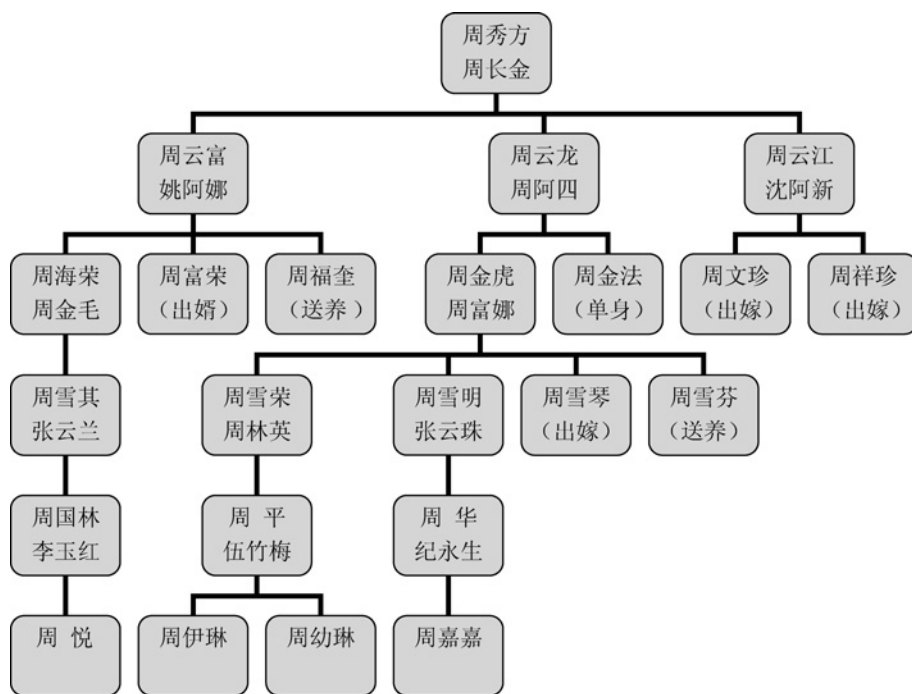 周秀方
周长金
周云富
姚阿娜
周云龙
周阿四
周云江
沈阿新
周海荣
周金毛
周富荣
（出婿）
周福奎
（送养）
周金虎
周富娜
周金法
（单身）
周文珍
（出嫁）
周祥珍
（出嫁）
周雪其
张云兰
周雪荣
周林英
周雪明
张云珠
周雪琴
（出嫁）
周雪芬
（送养）
周国林
李玉红
周 平
伍竹梅
周 华
纪永生
周 悦
周伊琳
周幼琳
周嘉嘉